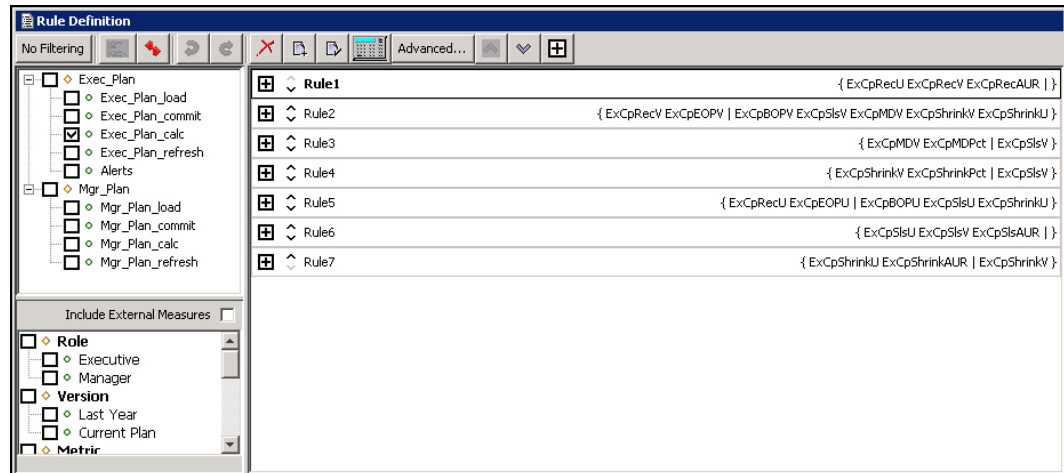 Rule Definition
No Filtering
Advanced...
Exec_Plan
Exec_Plan_load
Exec_Plan_commit
Exec_Plan_calc
Exec_Plan_refresh
Alerts
Mgr_Plan
Mgr_Plan_load
Mgr_Plan_commit
Mgr_Plan_calc
Mgr_Plan_refresh
Include External Measures
Role
Executive
Manager
Version
Last Year
Current Plan
Metric
Rule1 { ExCpRecU ExCpRecV ExCpRecAUR | }
Rule2 { ExCpRecV ExCpEOPV | ExCpBOPV ExCpSlsV ExCpMDV ExCpShrinkV ExCpShrinkU }
Rule3 { ExCpMDV ExCpMDPct | ExCpSlsV }
Rule4 { ExCpShrinkV ExCpShrinkPct | ExCpSlsV }
Rule5 { ExCpRecU ExCpEOPU | ExCpBOPU ExCpSlsU ExCpShrinkU }
Rule6 { ExCpSlsU ExCpSlsV ExCpSlsAUR | }
Rule7 { ExCpShrinkU ExCpShrinkAUR | ExCpShrinkV }